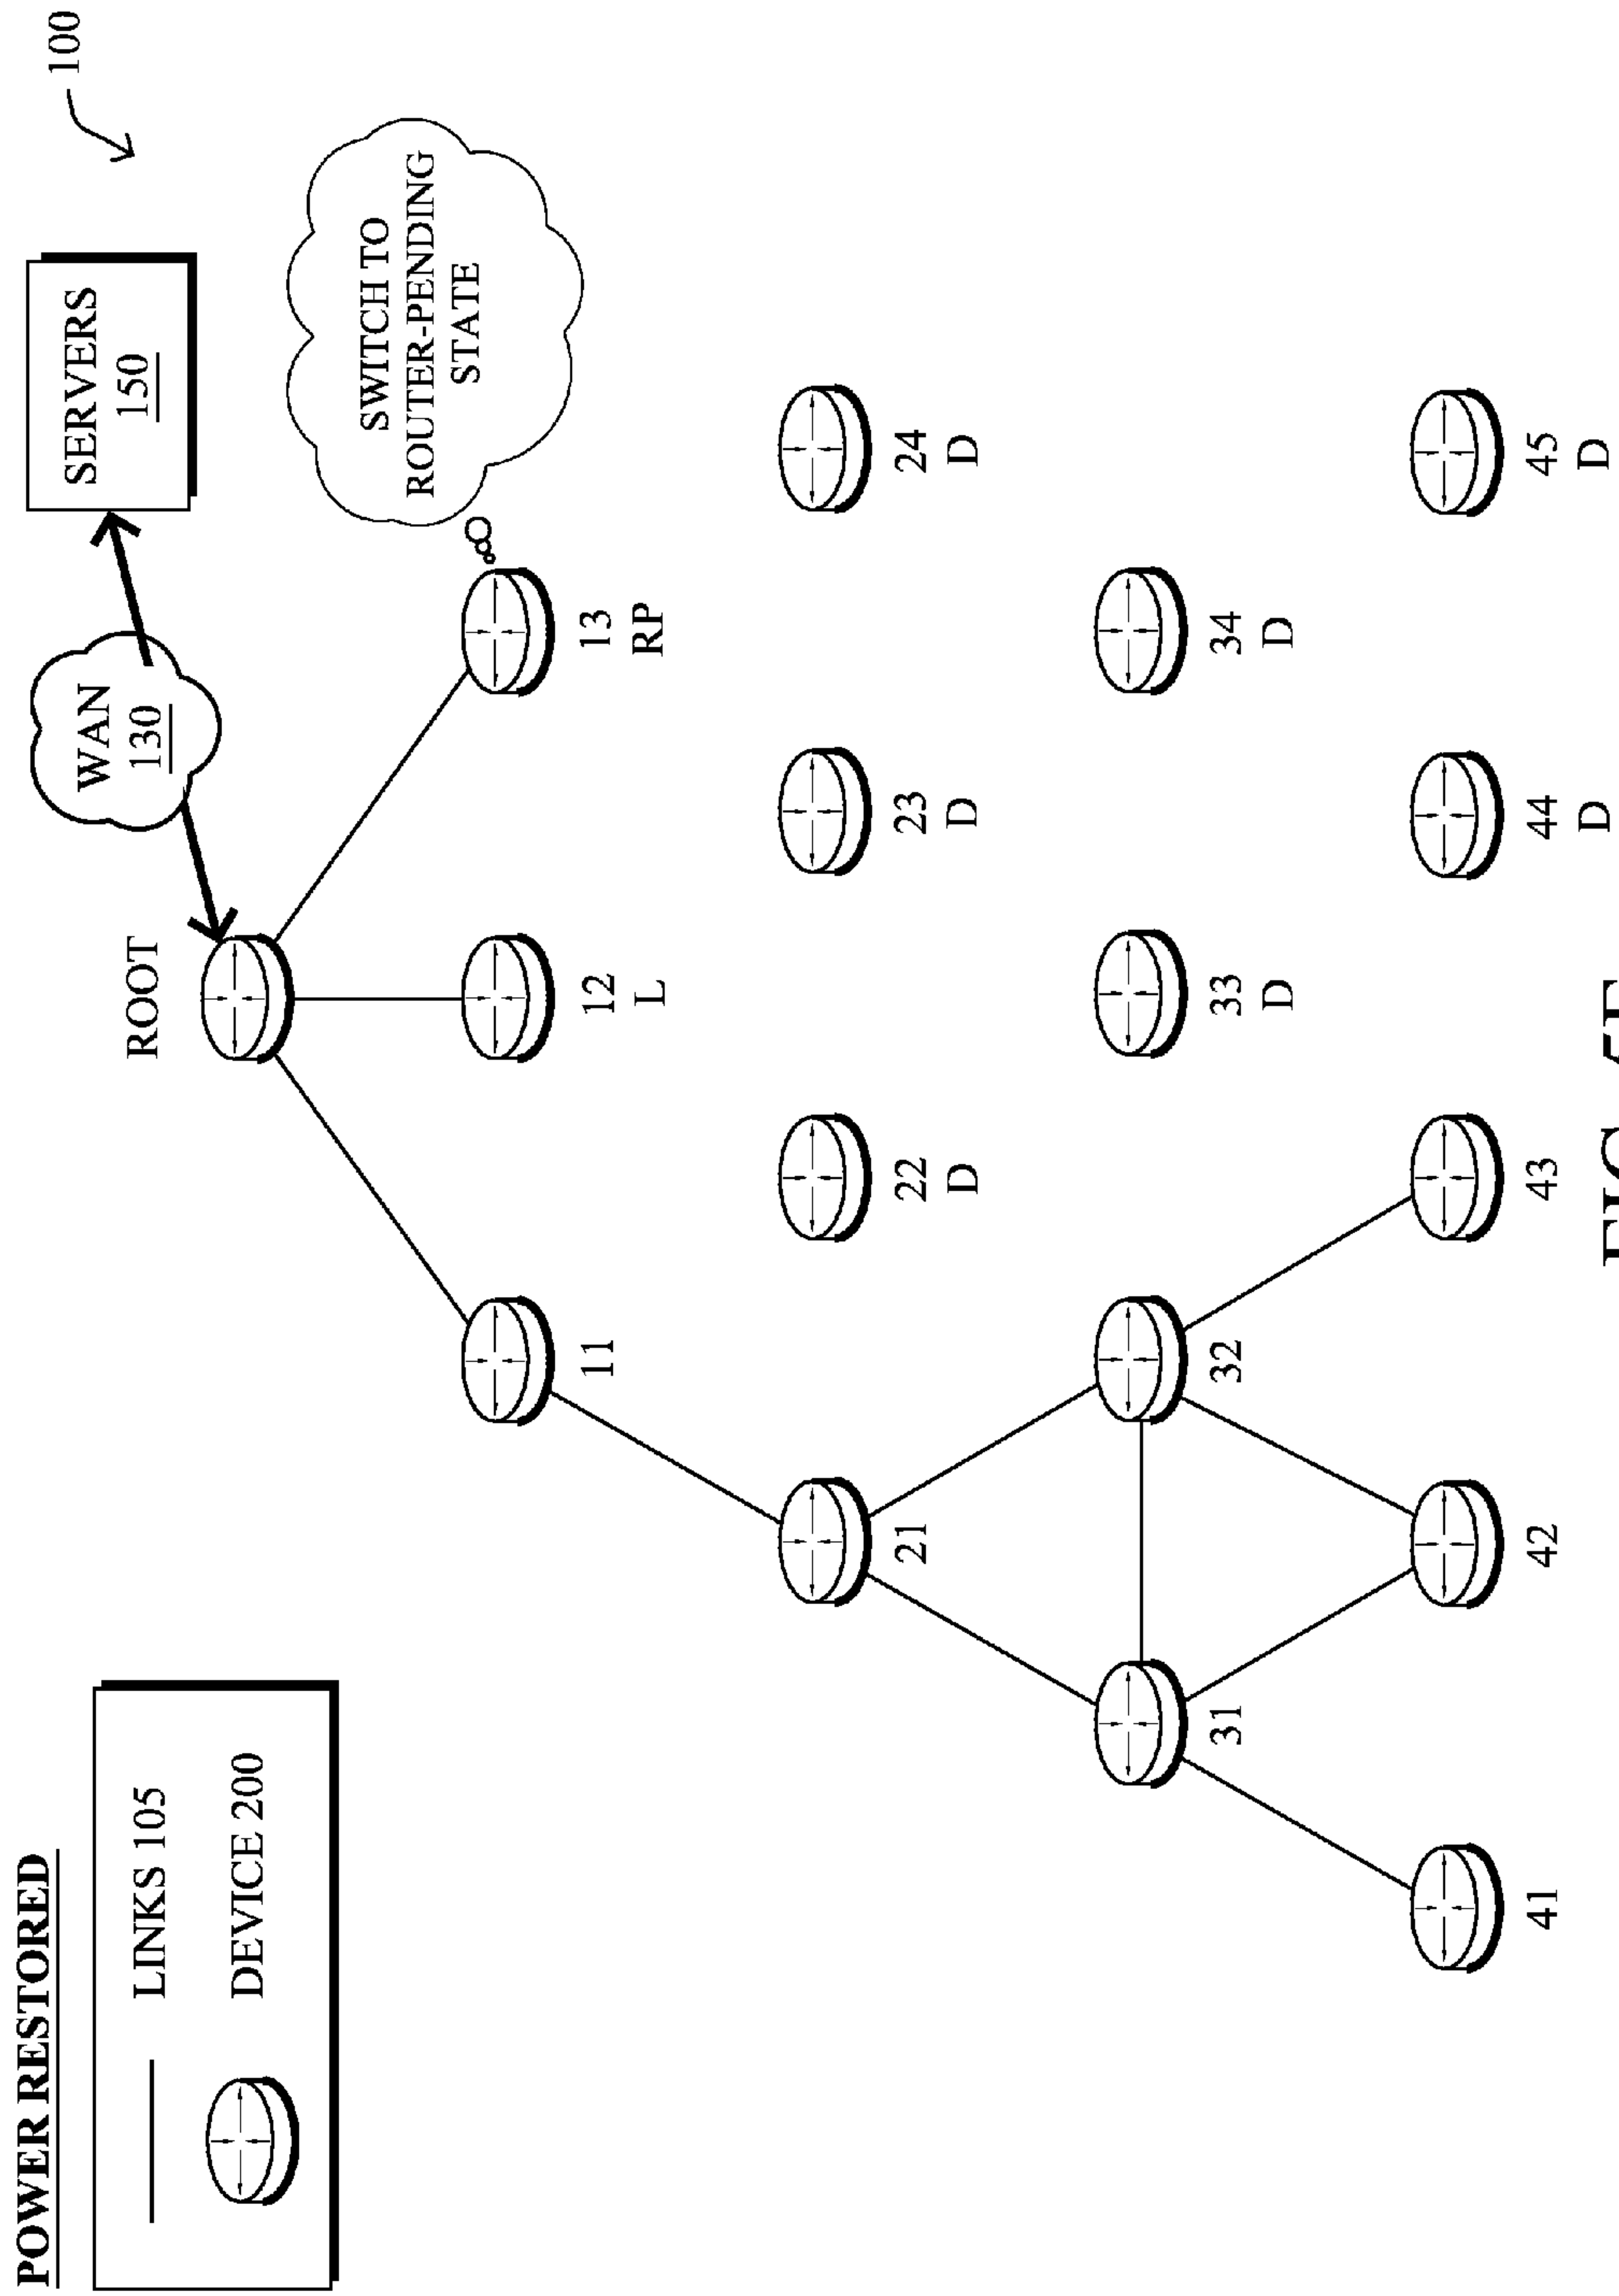 POWER RESTORED
LINKS 105
DEVICE 200
WAN
130
SERVERS
150
100
ROOT
SWITCH TO
ROUTER-PENDING
STATE
11
12
L
13
RP
21
22
D
23
D
24
D
31
32
33
D
34
D
41
42
43
44
D
45
D